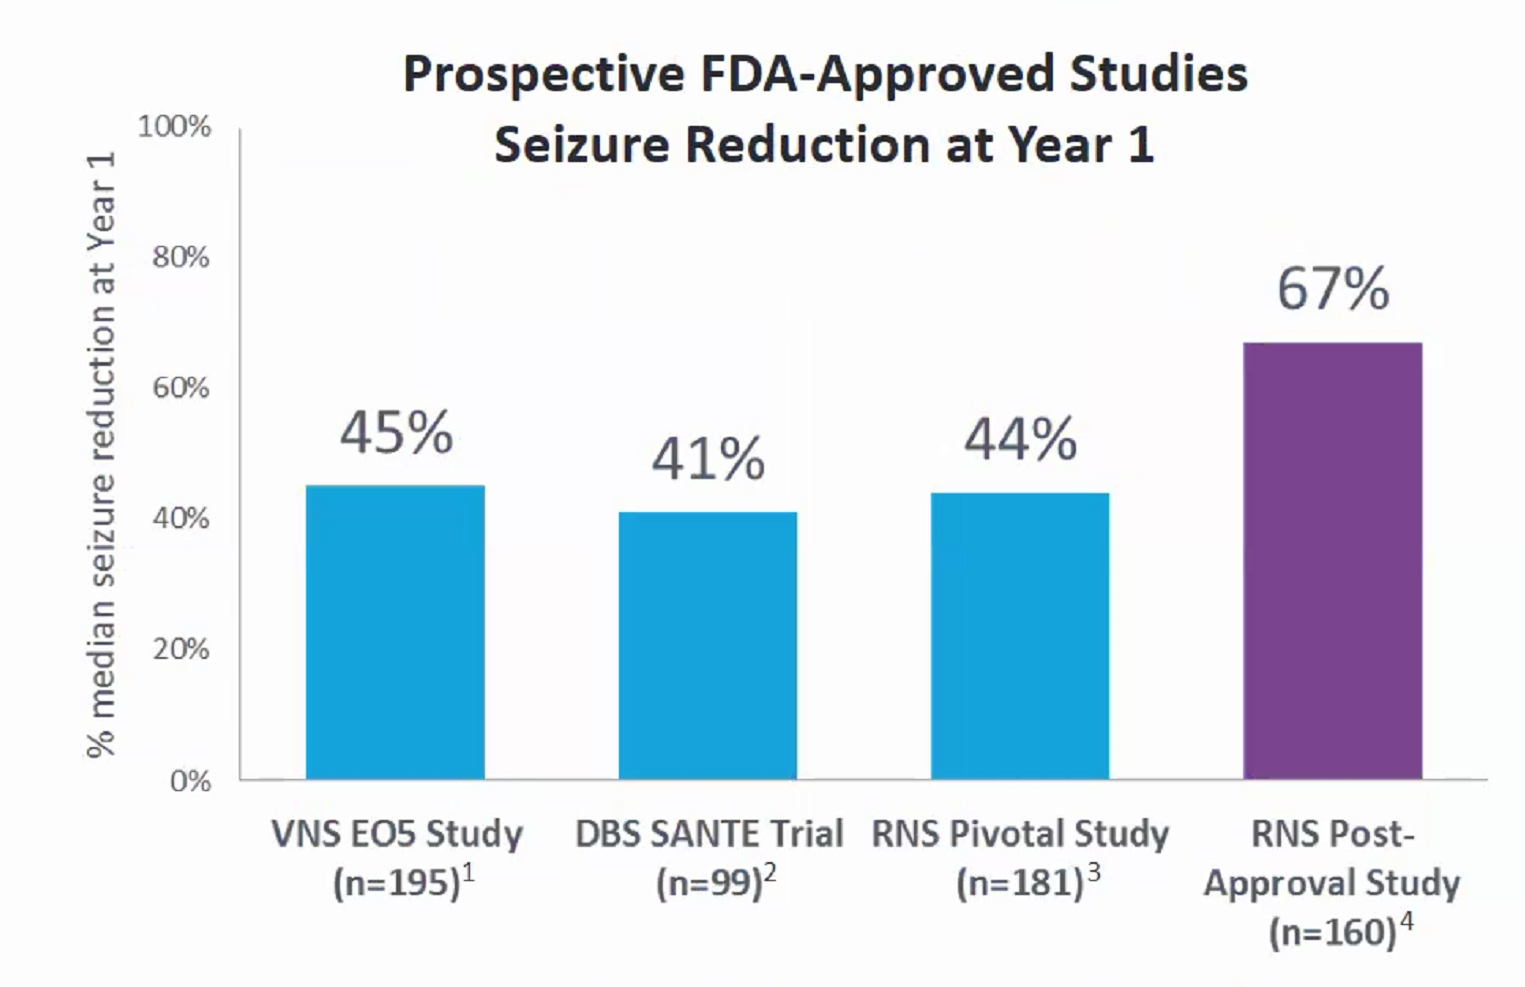 Prospective FDA-Approved Studies
Seizure Reduction at Year 1
% median seizure reduction at Year 1
100%
80%
60%
40%
20%
0%
45%
41%
44%
67%
VNS EO5 Study
(n=195)¹
DBS SANTE Trial
(n=99)²
RNS Pivotal Study
(n=181)³
RNS Post-
Approval Study
(n=160)⁴